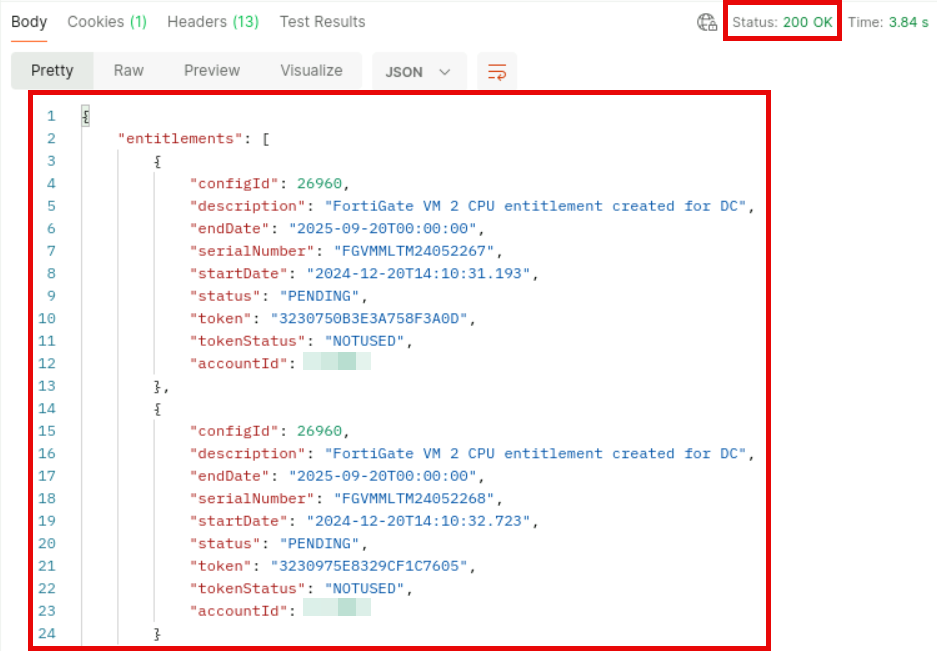 Body Cookies (1) Headers (13) Test Results Status: 200 OK Time: 3.84 s
Pretty Raw Preview Visualize JSON
1 {
2 "entitlements": [
3 {
4 "configId": 26960,
5 "description": "FortiGate VM 2 CPU entitlement created for DC",
6 "endDate": "2025-09-20T00:00:00",
7 "serialNumber": "FGVMMLTM24052267",
8 "startDate": "2024-12-20T14:10:31.193",
9 "status": "PENDING",
10 "token": "3230750B3E3A758F3A0D",
11 "tokenStatus": "NOTUSED",
12 "accountId":
13 },
14 {
15 "configId": 26960,
16 "description": "FortiGate VM 2 CPU entitlement created for DC",
17 "endDate": "2025-09-20T00:00:00",
18 "serialNumber": "FGVMMLTM24052268",
19 "startDate": "2024-12-20T14:10:32.723",
20 "status": "PENDING",
21 "token": "3230975E8329CF1C7605",
22 "tokenStatus": "NOTUSED",
23 "accountId":
24 }